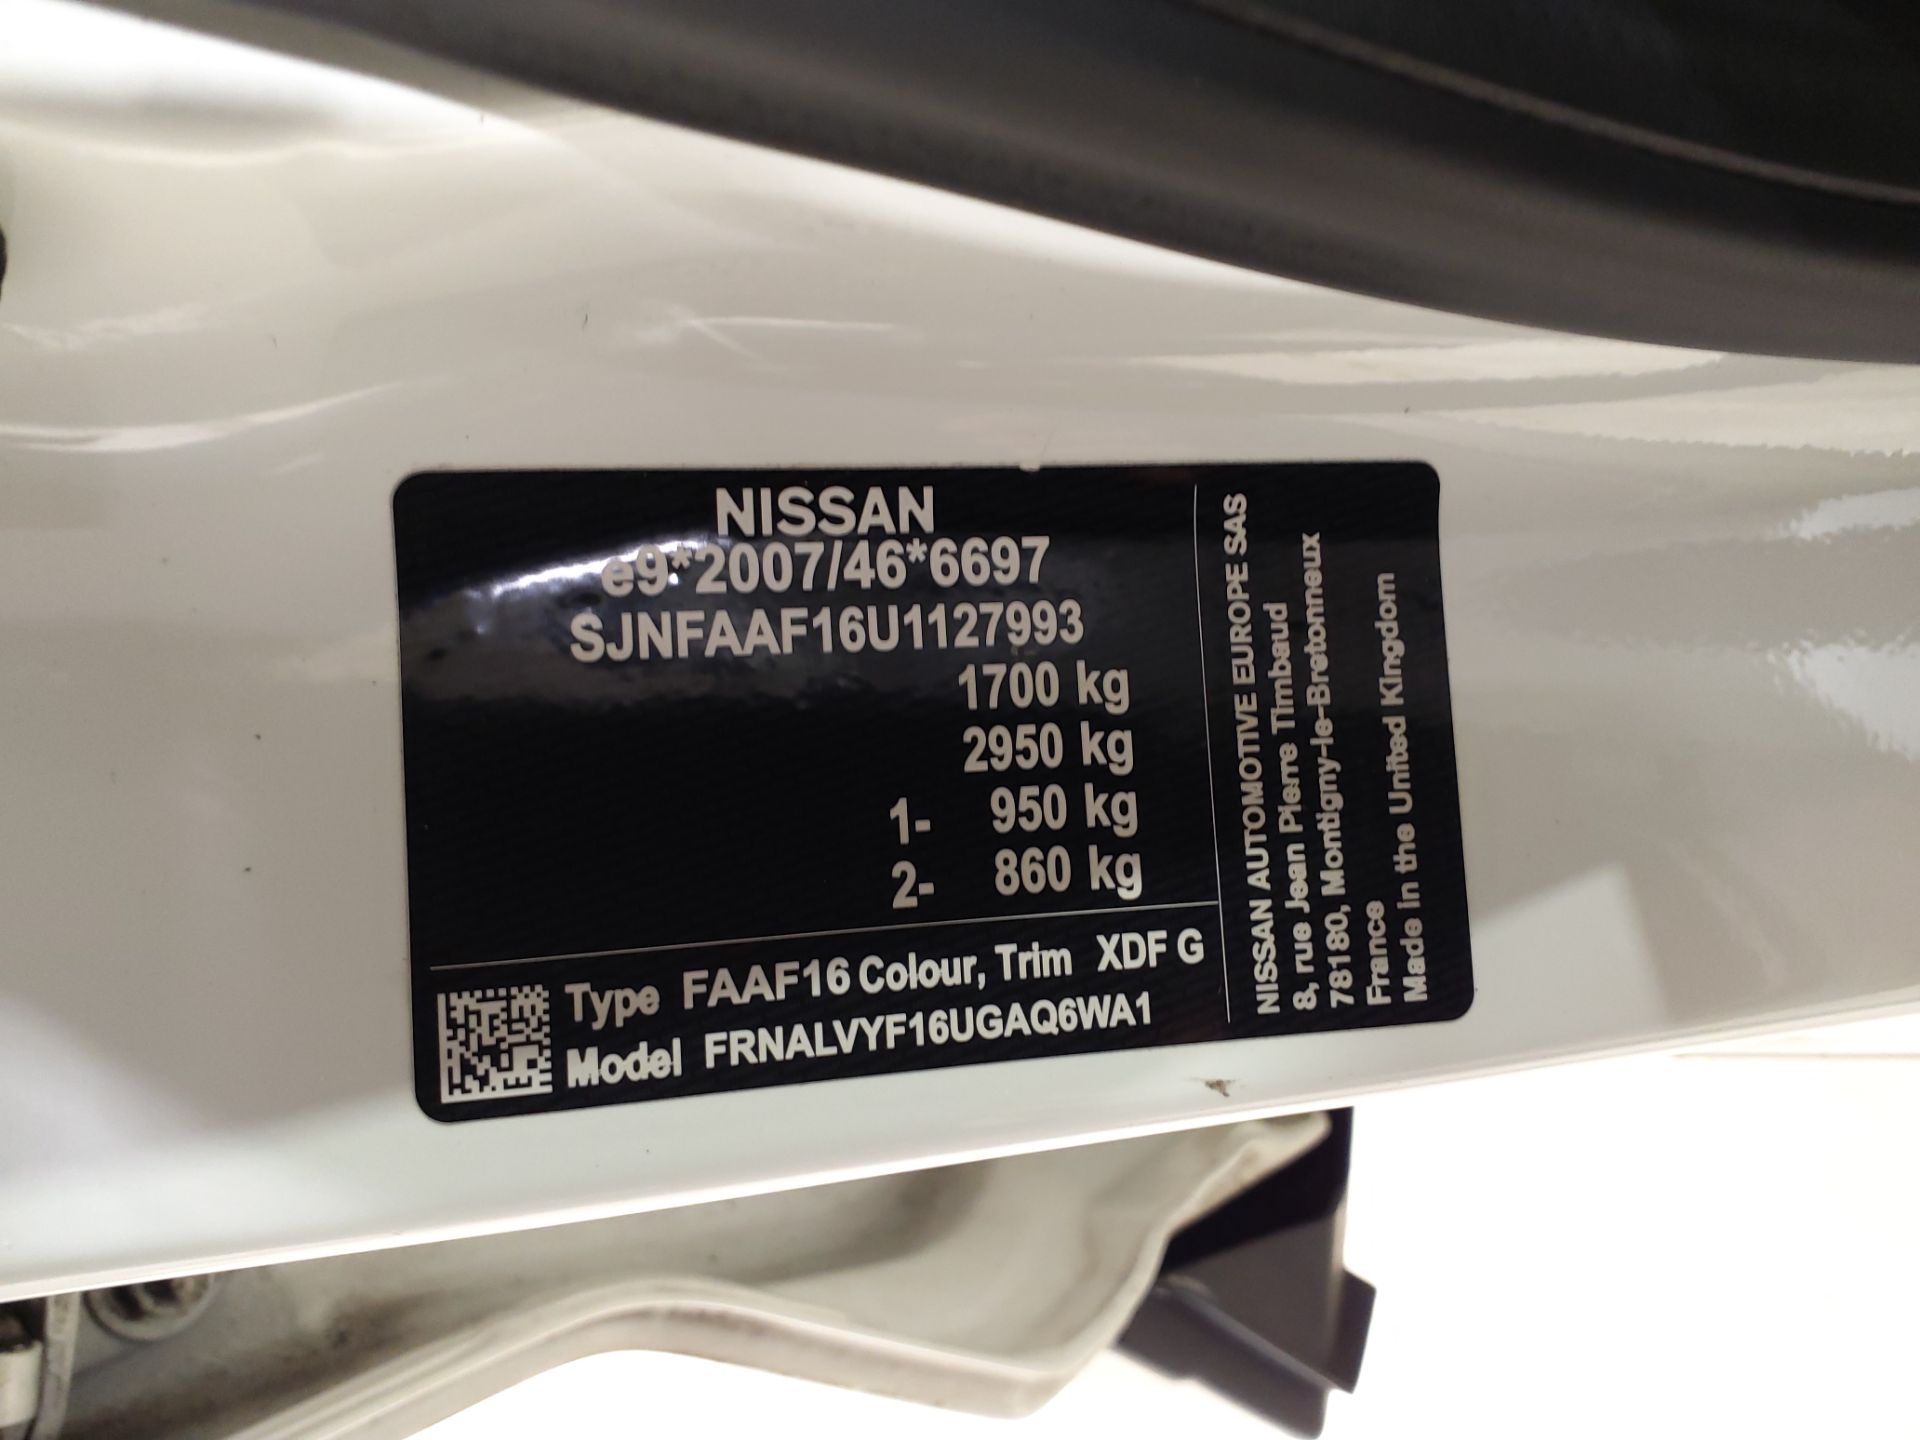 NISSAN
e9*2007/46*6697
SJNFAAF16U1127993
1700 kg
2950 kg
1- 950 kg
2- 860 kg
Type FAAF16 Colour, Trim XDF G
Model FRNALVYF16UGAQ6WA1
NISSAN AUTOMOTIVE EUROPE SAS
8, rue Jean Pierre Timbaud
78180, Montigny-le-Bretonneux
France
Made in the United Kingdom